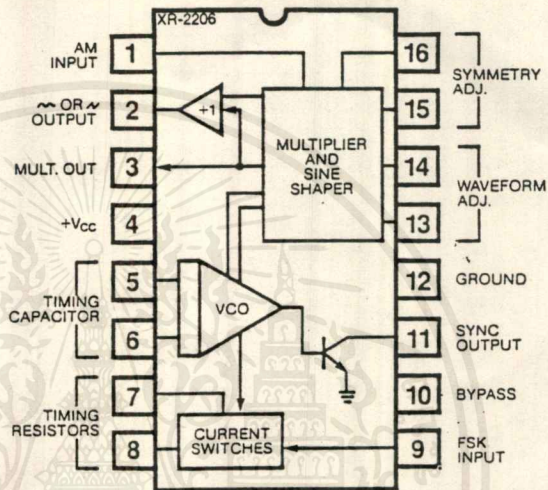 XR-2206
AM
INPUT
1
16
SYMMETRY
ADJ.
∿ OR
OUTPUT
2
+1
15
MULTIPLIER
AND
SINE
SHAPER
MULT. OUT
3
14
WAVEFORM
ADJ.
+Vcc
4
13
TIMING
CAPACITOR
5
12
GROUND
VCO
6
11
SYNC
OUTPUT
TIMING
RESISTORS
7
10
BYPASS
8
CURRENT
SWITCHES
9
FSK
INPUT